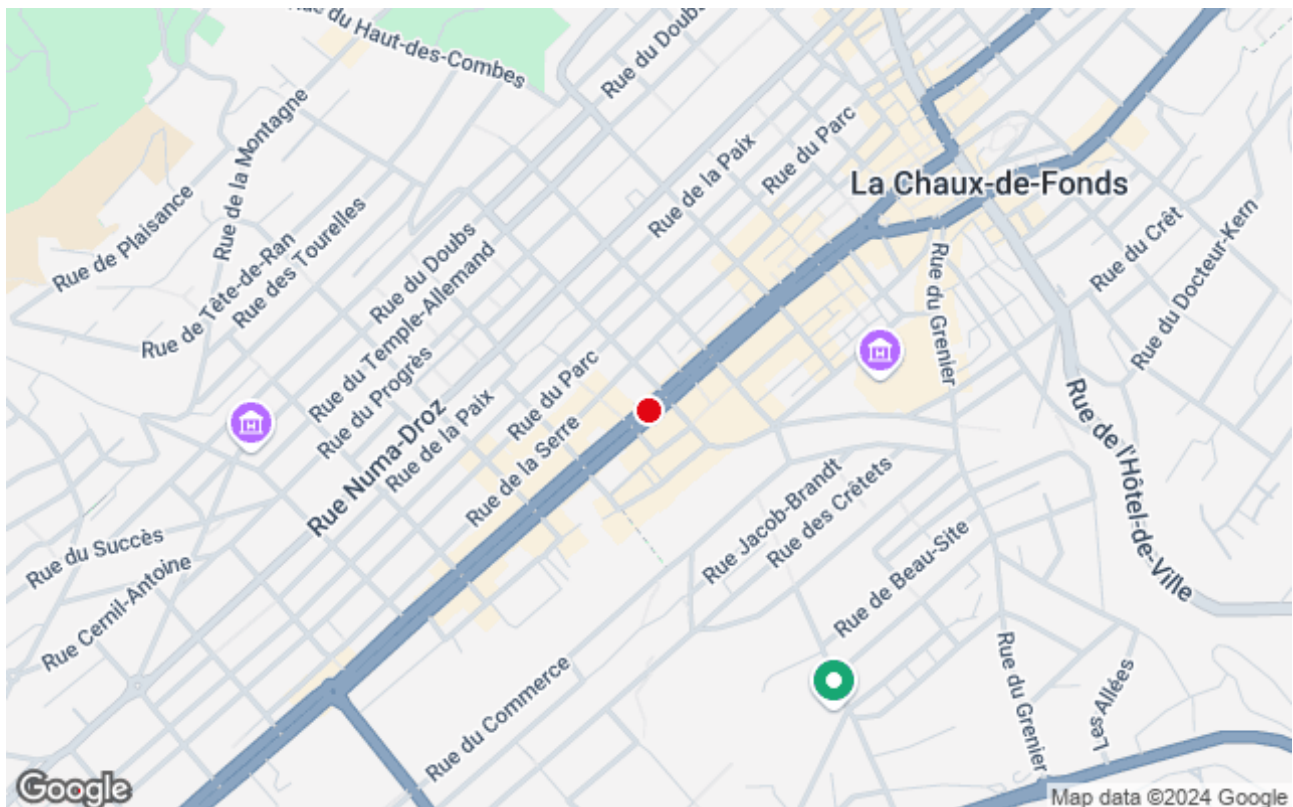 Rue du Haut-des-Combes
Rue du Doubs
Rue de la Montagne
Rue de la Paix
Rue du Parc
La Chaux-de-Fonds
Rue de Plaisance
Rue de Tête-de-Ran
Rue des Tourelles
Rue du Doubs
Rue du Temple-Allemand
Rue du Progrès
Rue du Grenier
Rue du Crêt
Rue du Docteur-Kern
Rue du Parc
Rue de la Serre
Rue de la Paix
Rue Numa-Droz
Rue de l'Hôtel-de-Ville
Rue Jacob-Brandt
Rue des Crêtets
Rue de Beau-Site
Rue du Succès
Rue Cernil-Antoine
Rue du Commerce
Rue du Grenier
Les Allées
Google
Map data ©2024 Google